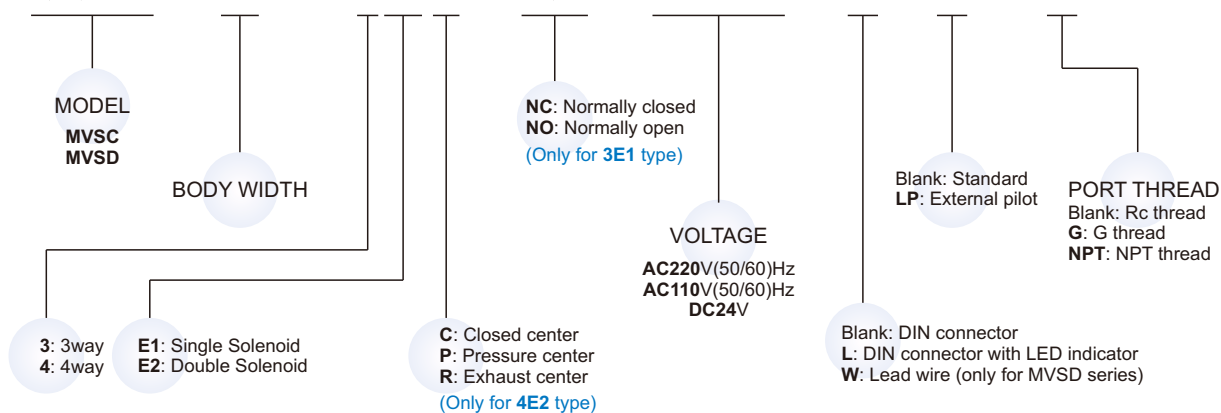 MODEL
MVSC
MVSD
BODY WIDTH
3: 3way
4: 4way
E1: Single Solenoid
E2: Double Solenoid
C: Closed center
P: Pressure center
R: Exhaust center
(Only for 4E2 type)
NC: Normally closed
NO: Normally open
(Only for 3E1 type)
VOLTAGE
AC220V(50/60)Hz
AC110V(50/60)Hz
DC24V
Blank: DIN connector
L: DIN connector with LED indicator
W: Lead wire (only for MVSD series)
Blank: Standard
LP: External pilot
PORT THREAD
Blank: Rc thread
G: G thread
NPT: NPT thread